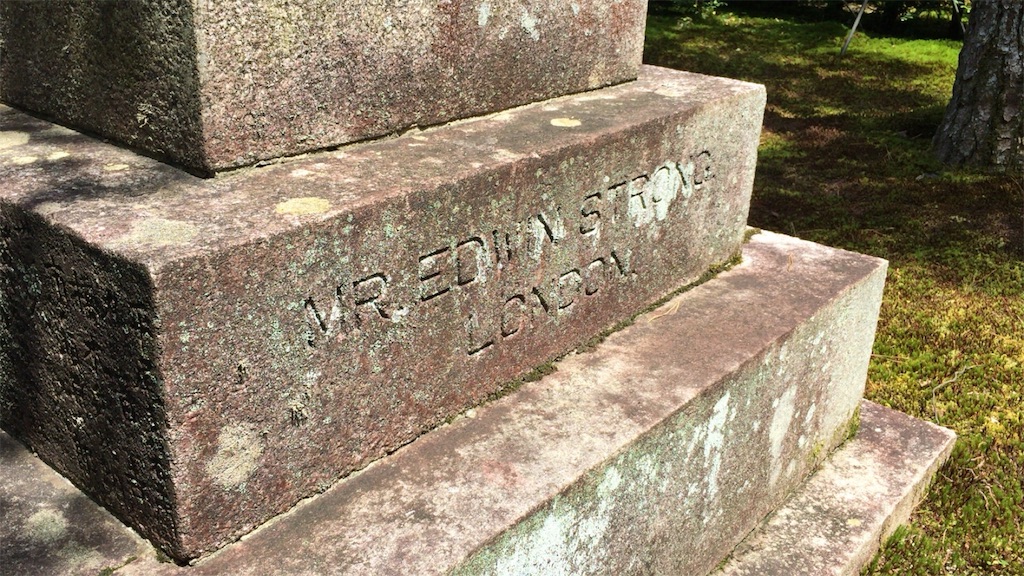 MR. EDWIN STRONG.
LONDON.